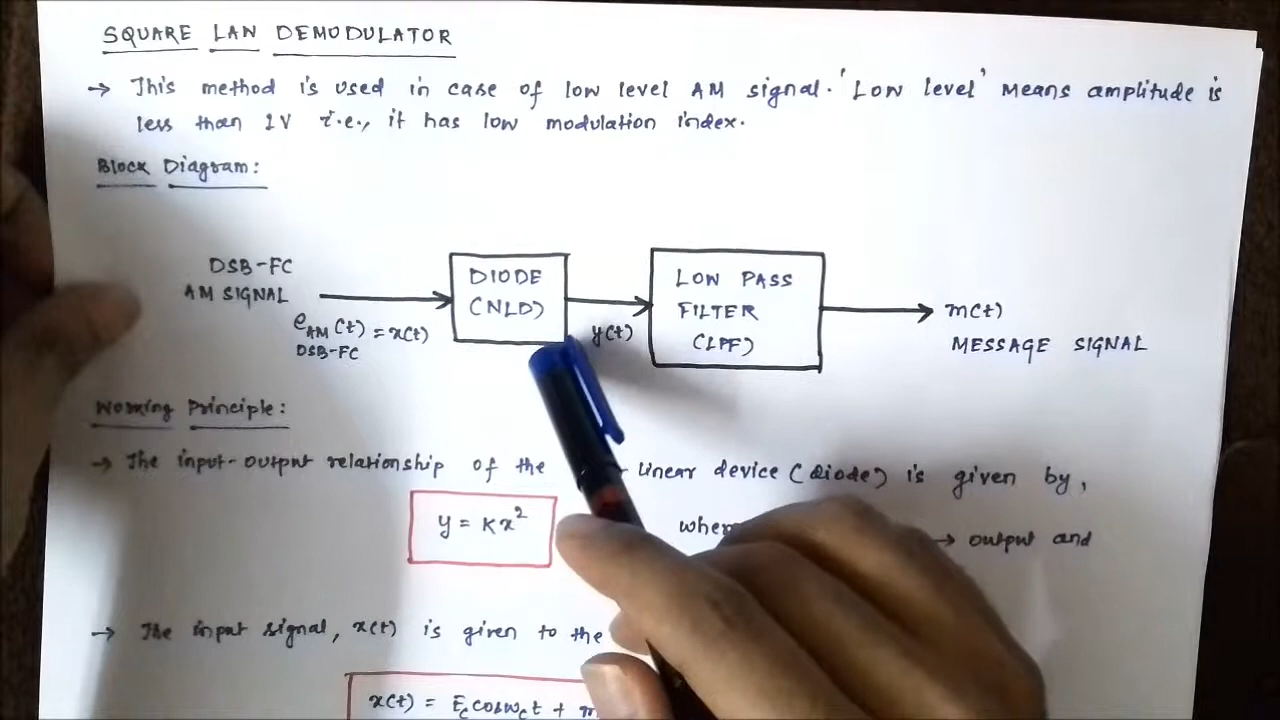 SQUARE LAN DEMODULATOR
→ This method is used in case of low level AM signal. 'Low level' Means amplitude is
less than 1V i.e., it has low modulation index.
Block Diagram:
DSB-FC
AM SIGNAL
e_AM(t) = x(t)
DSB-FC
DIODE
(NLD)
y(t)
LOW PASS
FILTER
(LPF)
m(t)
MESSAGE SIGNAL
Working Principle:
→ The input-output relationship of the - linear device (diode) is given by,
y = Kx²
→ output and
→ The input signal, x(t) is given to the
x(t) = E_c cosω_c t +